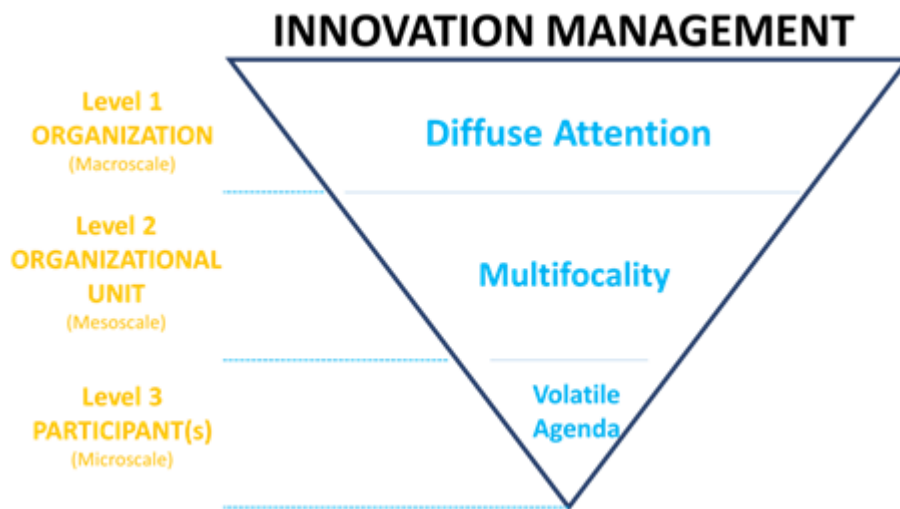 INNOVATION MANAGEMENT
Level 1
ORGANIZATION
(Macroscale)
Diffuse Attention
Level 2
ORGANIZATIONAL
UNIT
(Mesoscale)
Multifocality
Level 3
PARTICIPANT(s)
(Microscale)
Volatile
Agenda